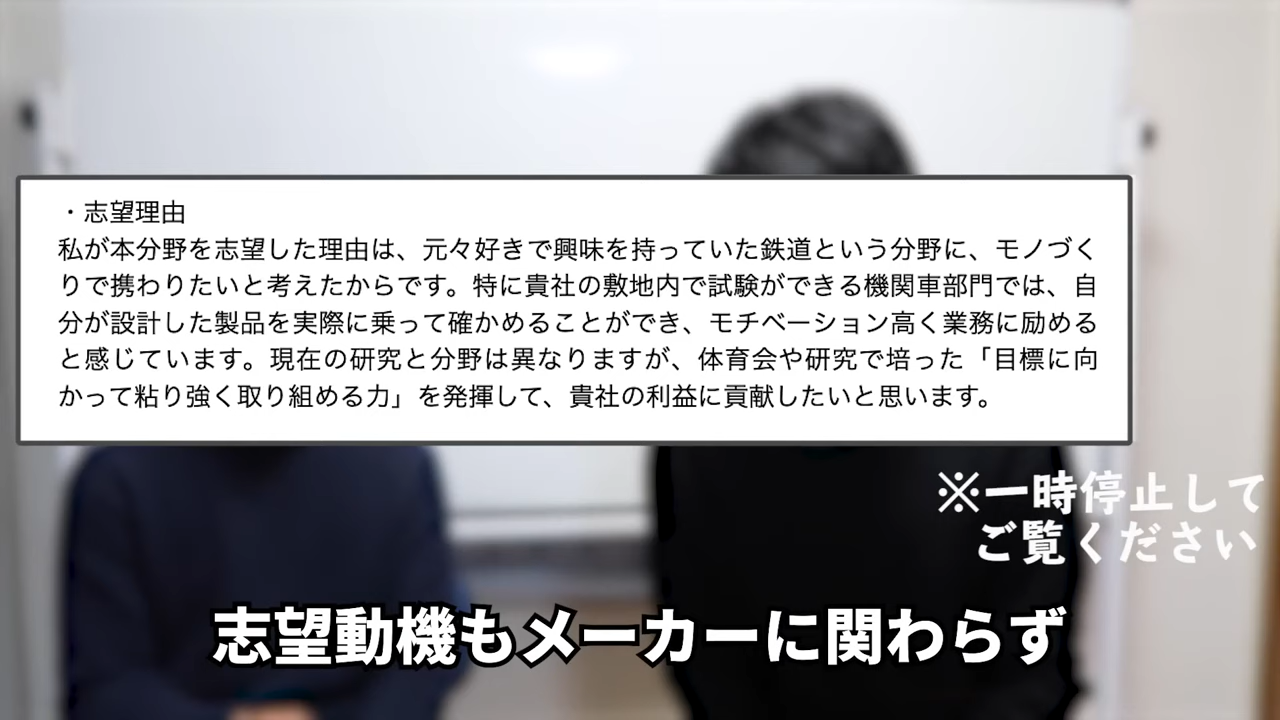 ・志望理由
私が本分野を志望した理由は、元々好きで興味を持っていた鉄道という分野に、モノづく
りで携わりたいと考えたからです。特に貴社の敷地内で試験ができる機関車部門では、自
分が設計した製品を実際に乗って確かめることができ、モチベーション高く業務に励める
と感じています。現在の研究と分野は異なりますが、体育会や研究で培った「目標に向
かって粘り強く取り組める力」を発揮して、貴社の利益に貢献したいと思います。
※一時停止して
ご覧ください
志望動機もメーカーに関わらず